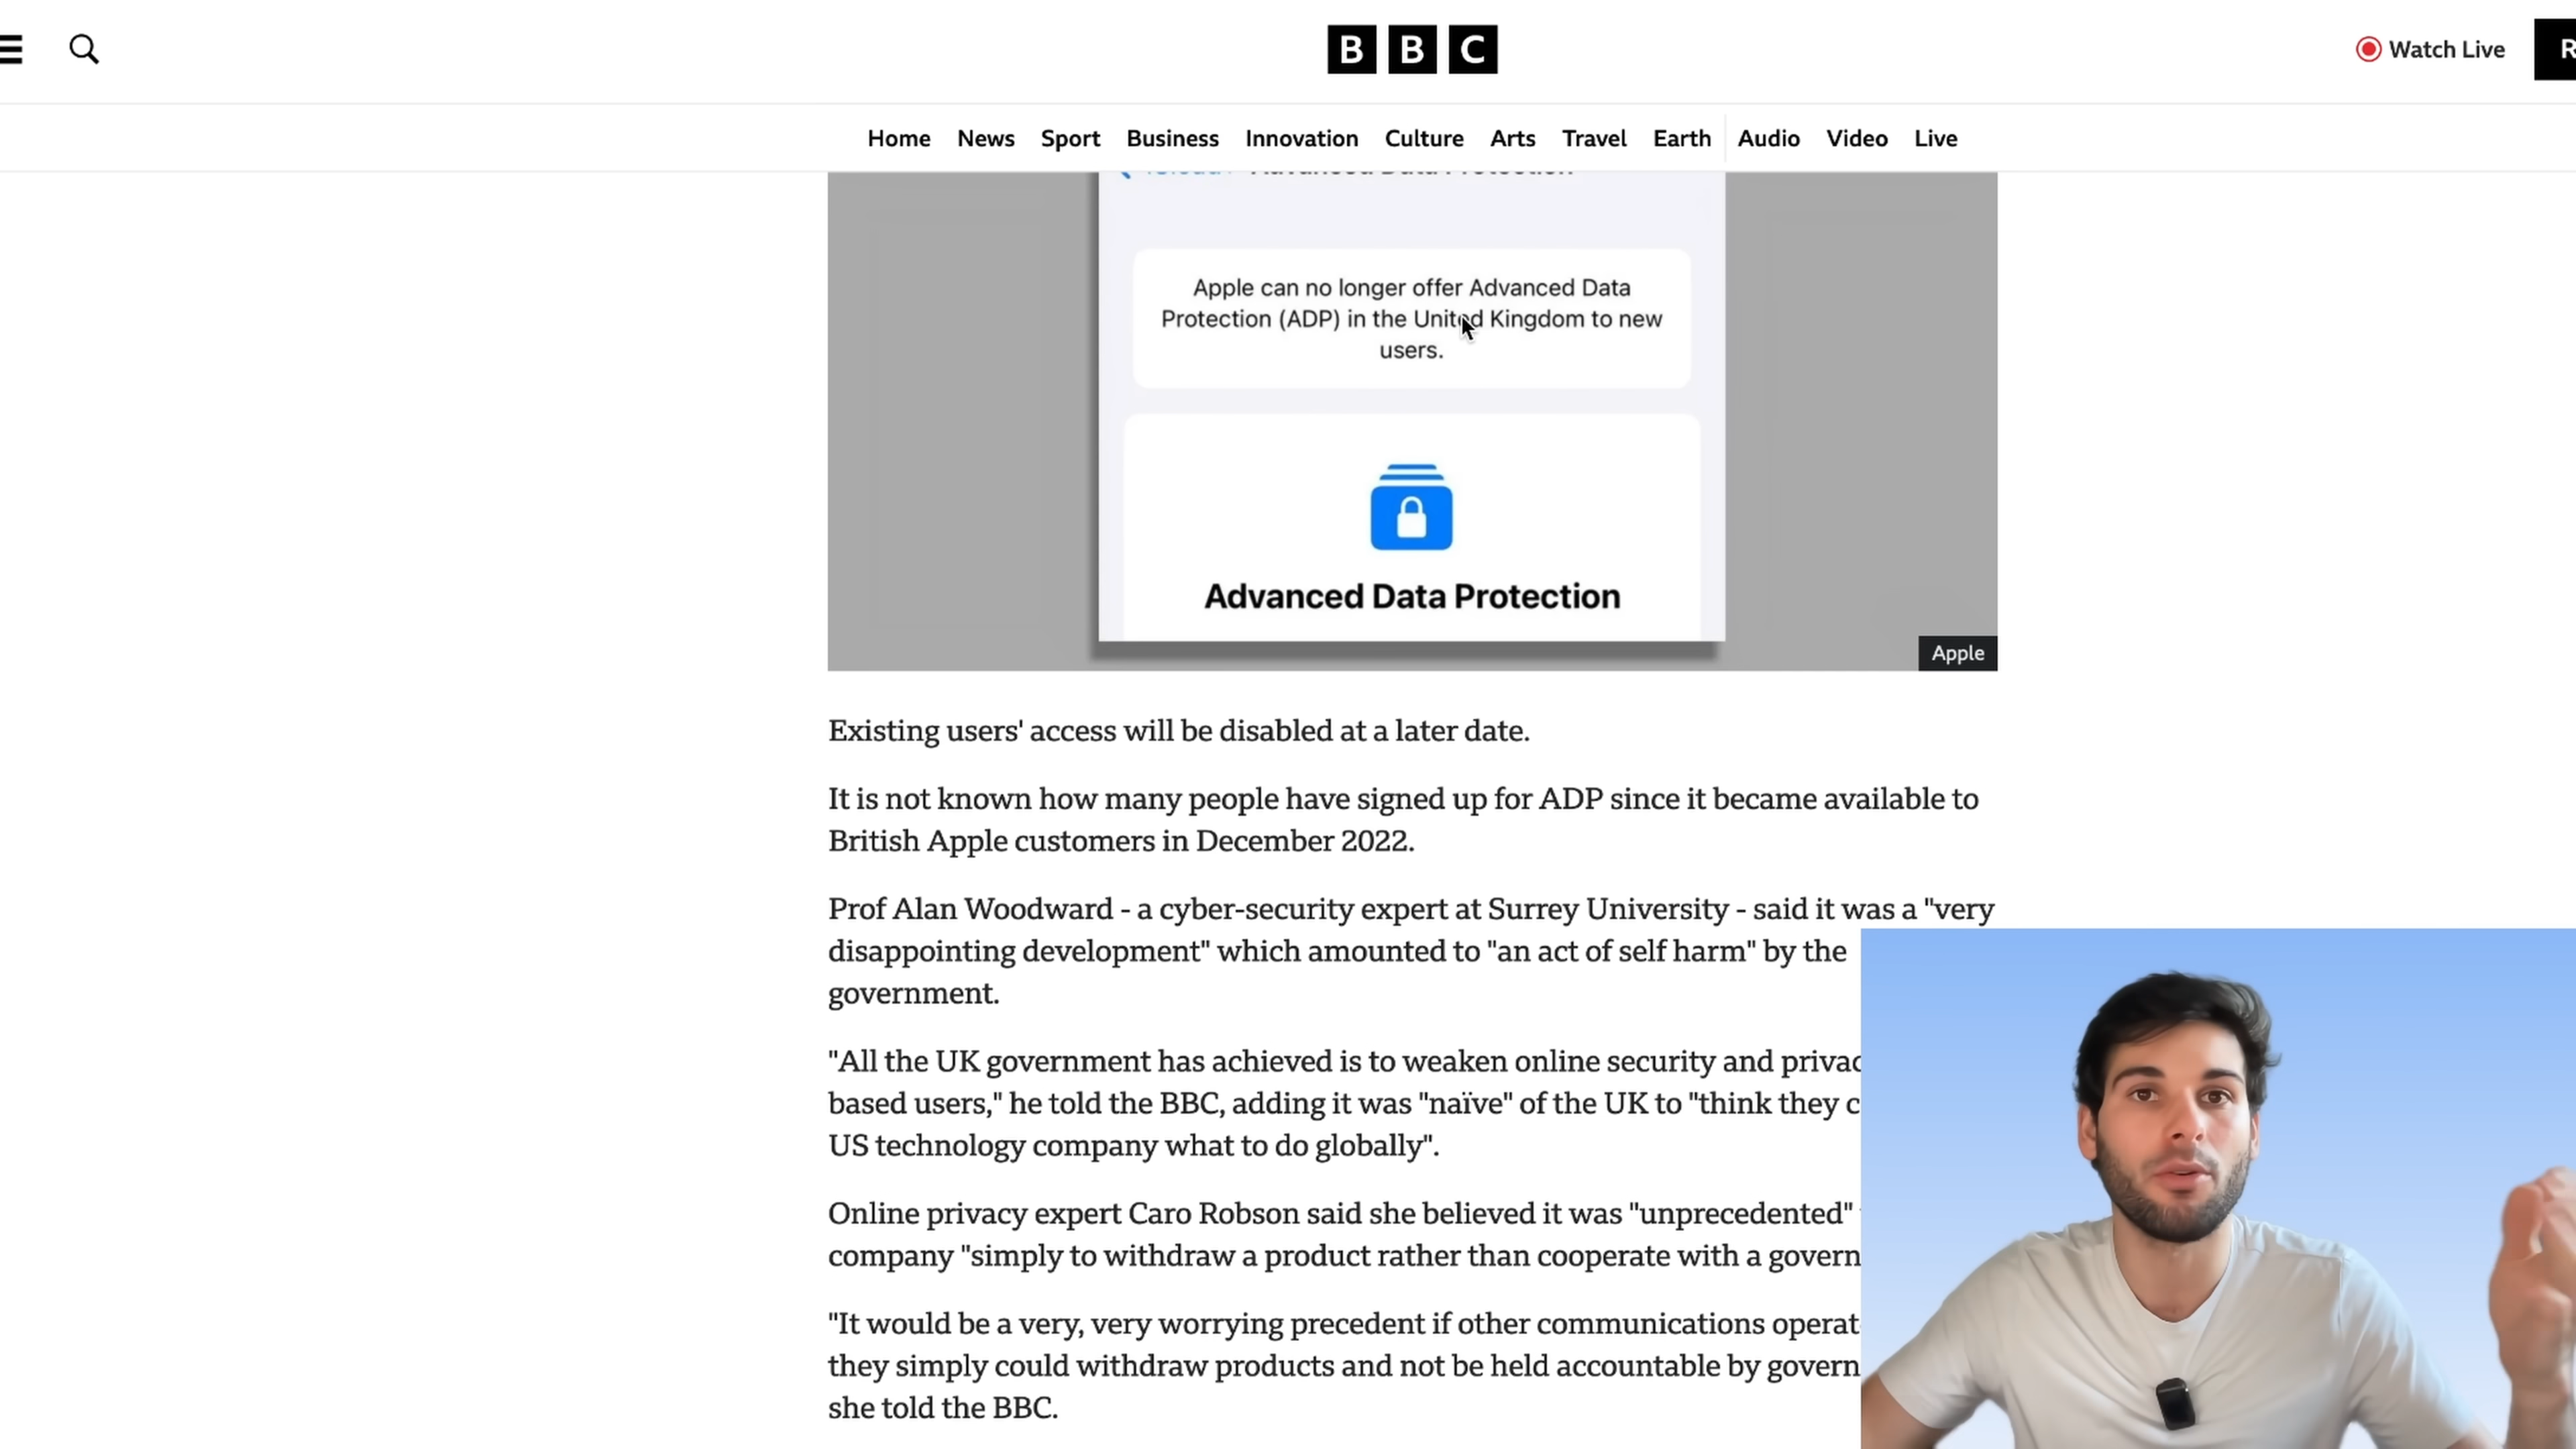 BBC
Watch Live
R
Home News Sport Business Innovation Culture Arts Travel Earth Audio Video Live
Advanced Data Protection
Apple can no longer offer Advanced Data
Protection (ADP) in the United Kingdom to new
users.
Advanced Data Protection
Apple
Existing users' access will be disabled at a later date.
It is not known how many people have signed up for ADP since it became available to
British Apple customers in December 2022.
Prof Alan Woodward - a cyber-security expert at Surrey University - said it was a "very
disappointing development" which amounted to "an act of self harm" by the
government.
"All the UK government has achieved is to weaken online security and privac
based users," he told the BBC, adding it was "naïve" of the UK to "think they c
US technology company what to do globally".
Online privacy expert Caro Robson said she believed it was "unprecedented"
company "simply to withdraw a product rather than cooperate with a govern
"It would be a very, very worrying precedent if other communications operat
they simply could withdraw products and not be held accountable by govern
she told the BBC.